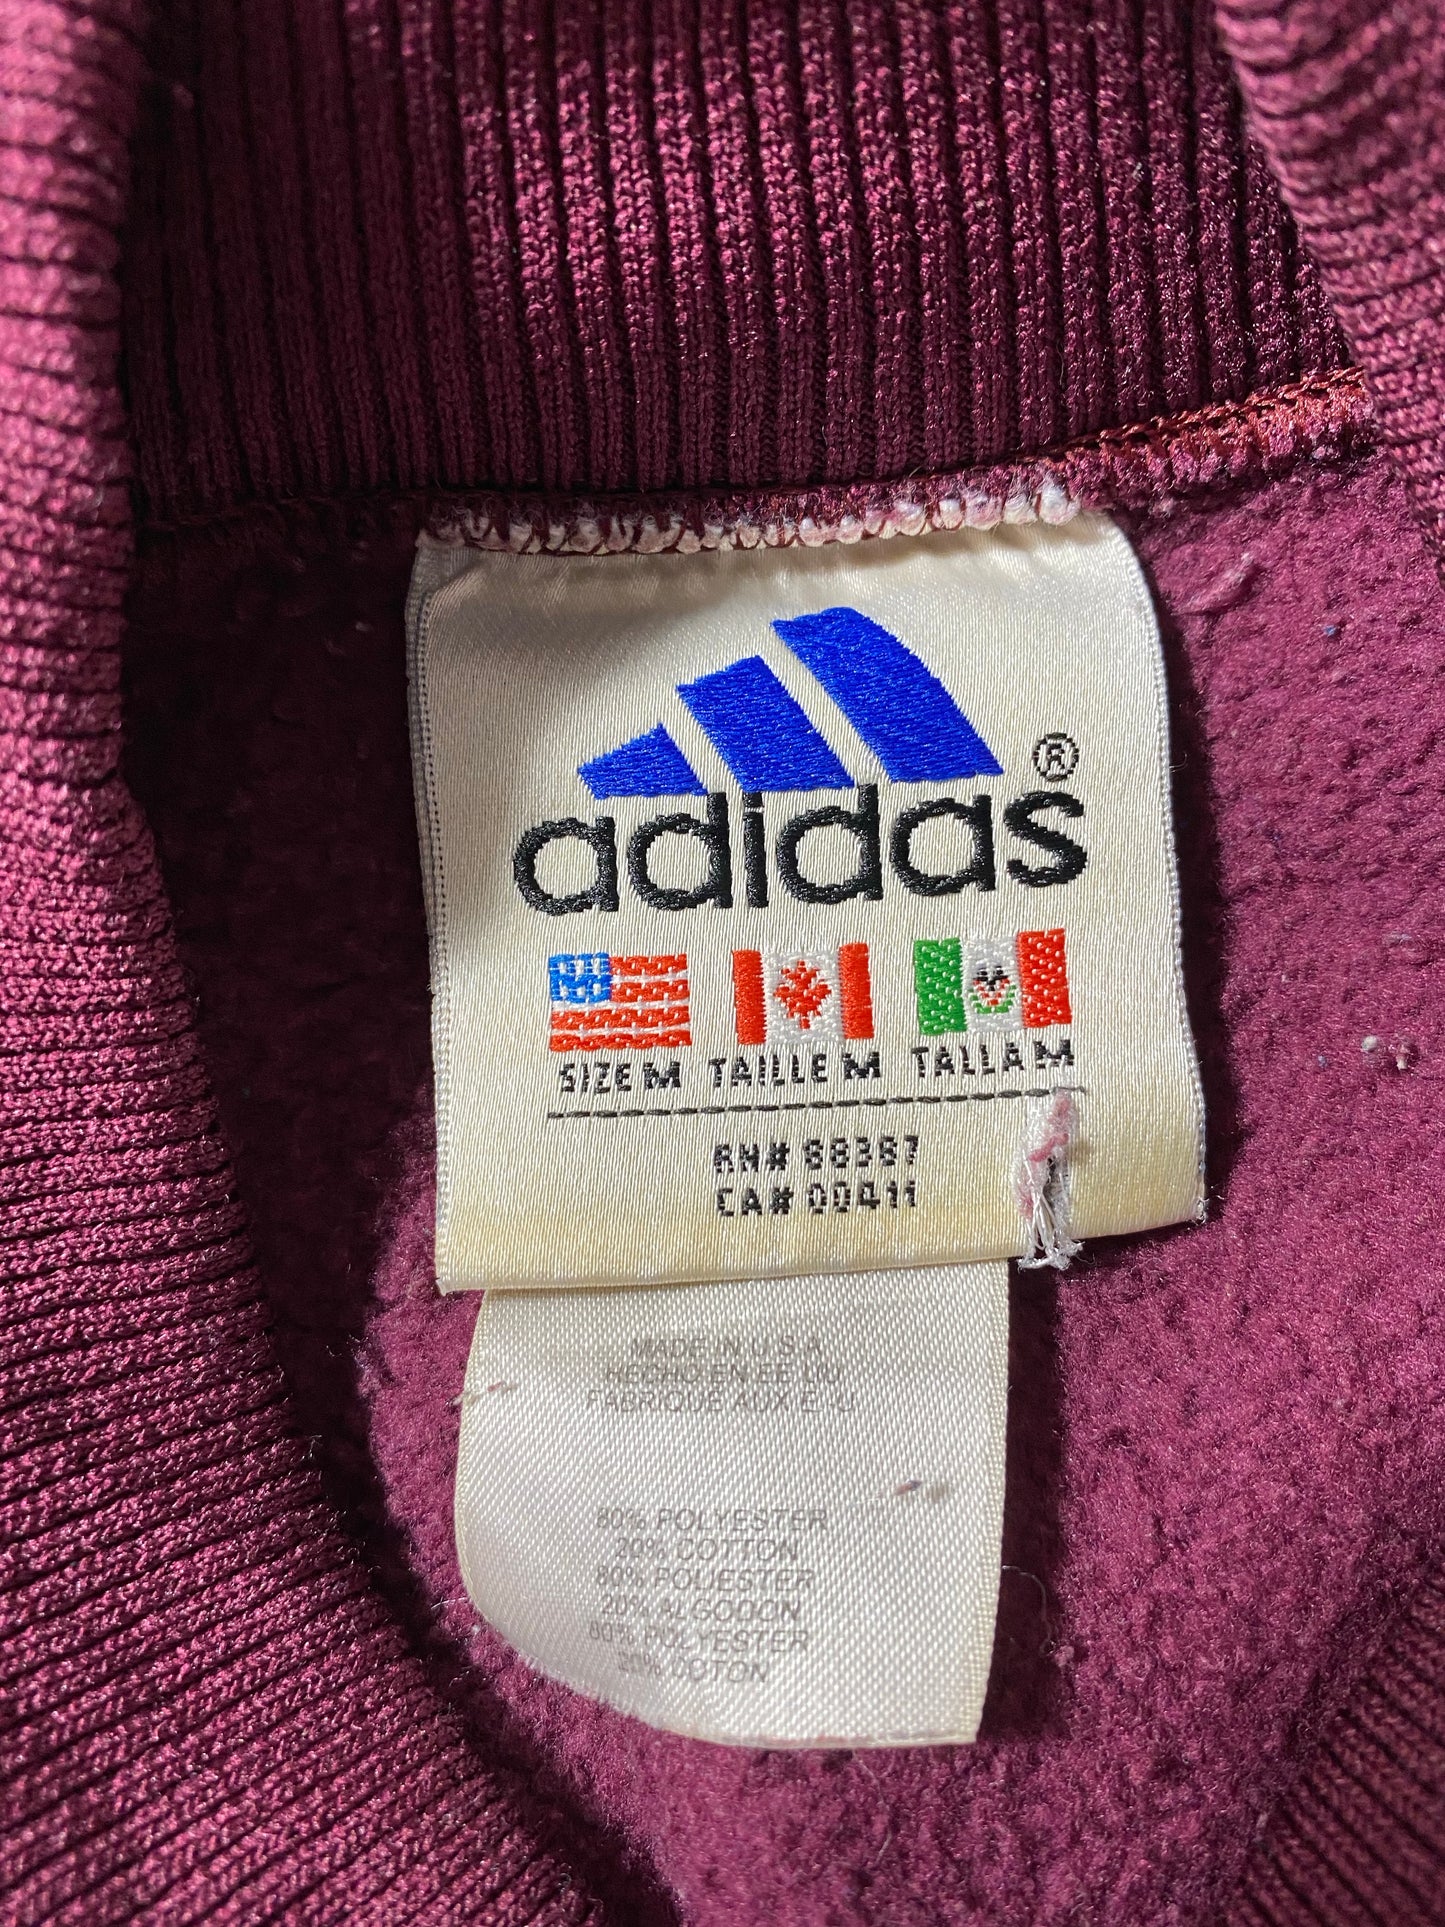 adidas®
SIZE M TAILLE M TALLA M
RN# 88387
CA# 00411
MADE IN U.S.A
HECHO EN EE UU
FABRIQUE AUX E-U
80% POLYESTER
20% COTTON
80% POLIESTER
20% ALGODON
80% POLYESTER
20% COTON